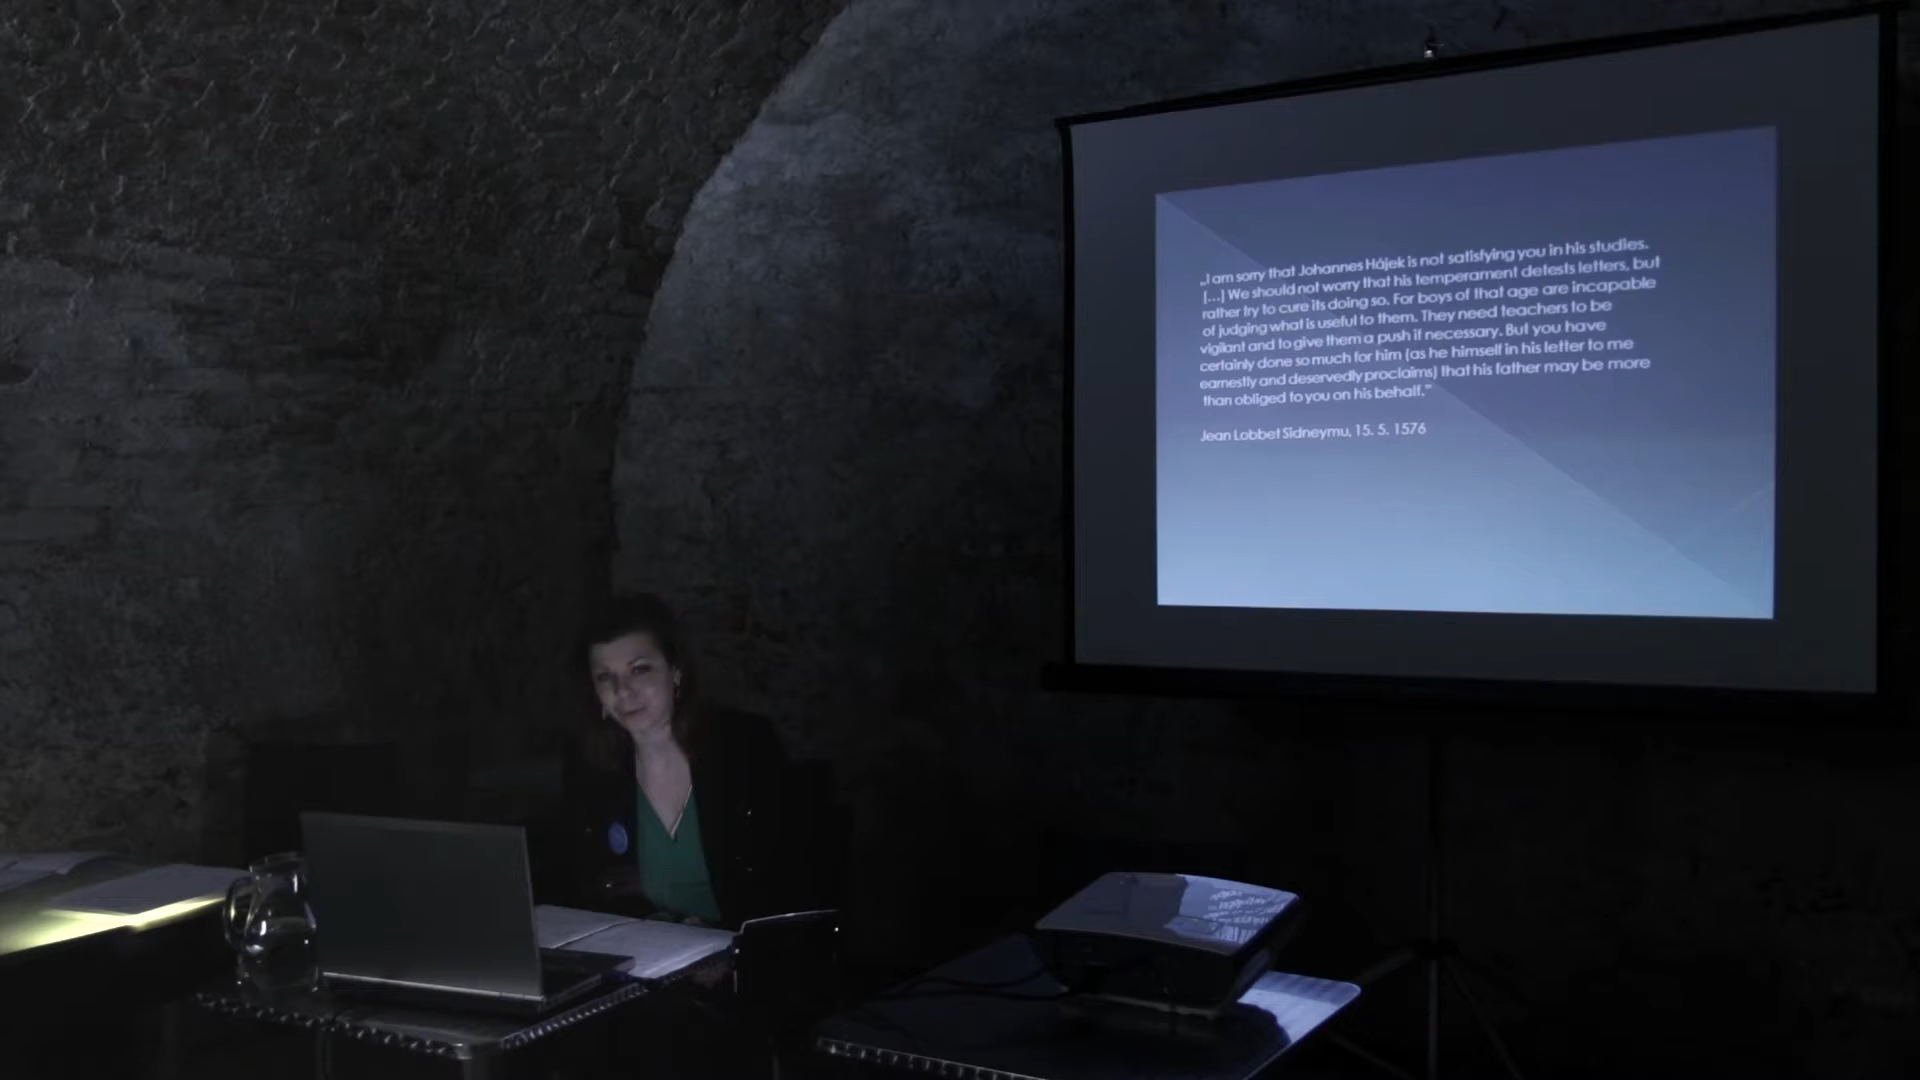 „I am sorry that Johannes Hájek is not satisfying you in his studies.
[...] We should not worry that his temperament detests letters, but
rather try to cure its doing so. For boys of that age are incapable
of judging what is useful to them. They need teachers to be
vigilant and to give them a push if necessary. But you have
certainly done so much for him (as he himself in his letter to me
earnestly and deservedly proclaims) that his father may be more
than obliged to you on his behalf."
Jean Lobbet Sidneymu, 15. 5. 1576